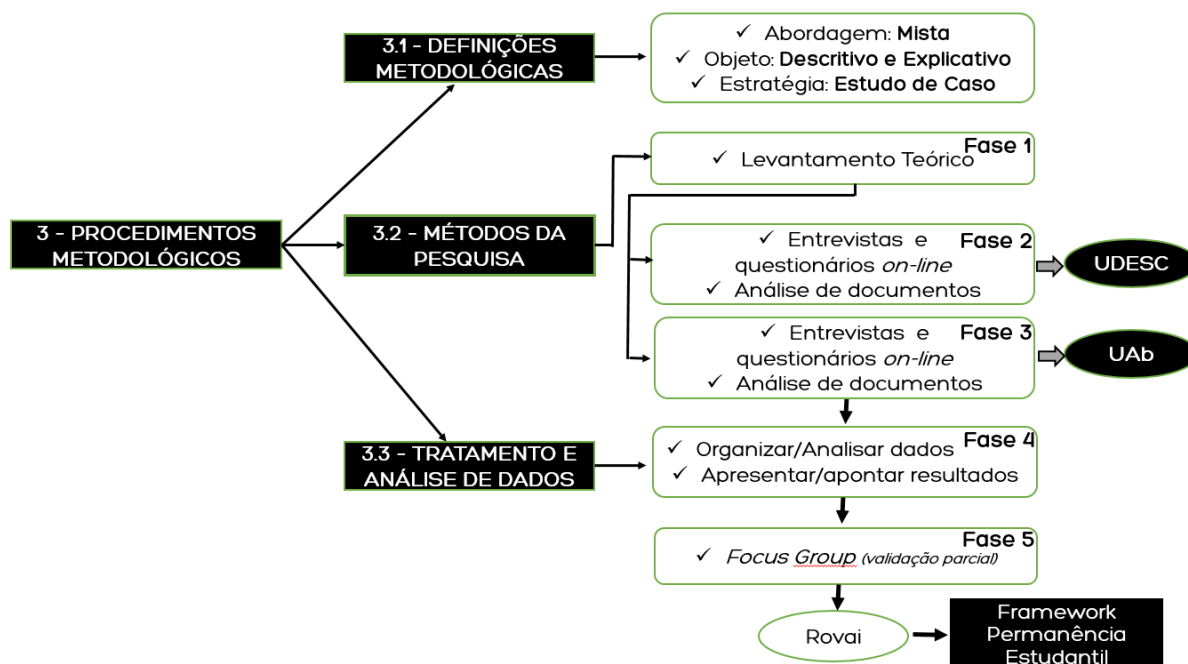 3 - PROCEDIMENTOS
METODOLÓGICOS
3.1 - DEFINIÇÕES
METODOLÓGICAS
✓ Abordagem: Mista
✓ Objeto: Descritivo e Explicativo
✓ Estratégia: Estudo de Caso
3.2 - MÉTODOS DA
PESQUISA
Fase 1
✓ Levantamento Teórico
Fase 2
✓ Entrevistas e
questionários on-line
✓ Análise de documentos
UDESC
Fase 3
✓ Entrevistas e
questionários on-line
✓ Análise de documentos
UAb
3.3 - TRATAMENTO E
ANÁLISE DE DADOS
Fase 4
✓ Organizar/Analisar dados
✓ Apresentar/apontar resultados
Fase 5
✓ Focus Group (validação parcial)
Rovai
Framework
Permanência
Estudantil